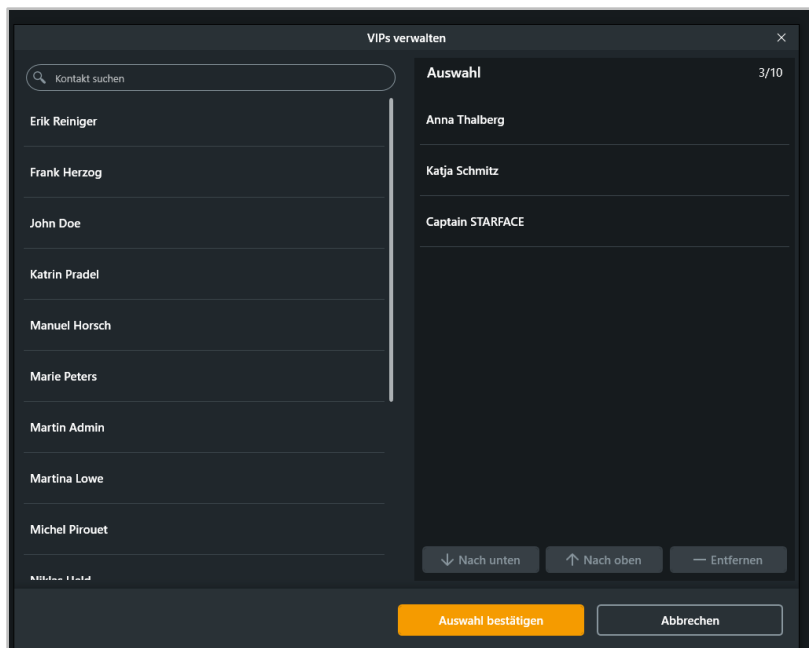 VIPs verwalten
Kontakt suchen
Erik Reiniger
Frank Herzog
John Doe
Katrin Pradel
Manuel Horsch
Marie Peters
Martin Admin
Martina Lowe
Michel Pirouet
Auswahl 3/10
Anna Thalberg
Katja Schmitz
Captain STARFACE
Nach unten Nach oben Entfernen
Auswahl bestätigen Abbrechen